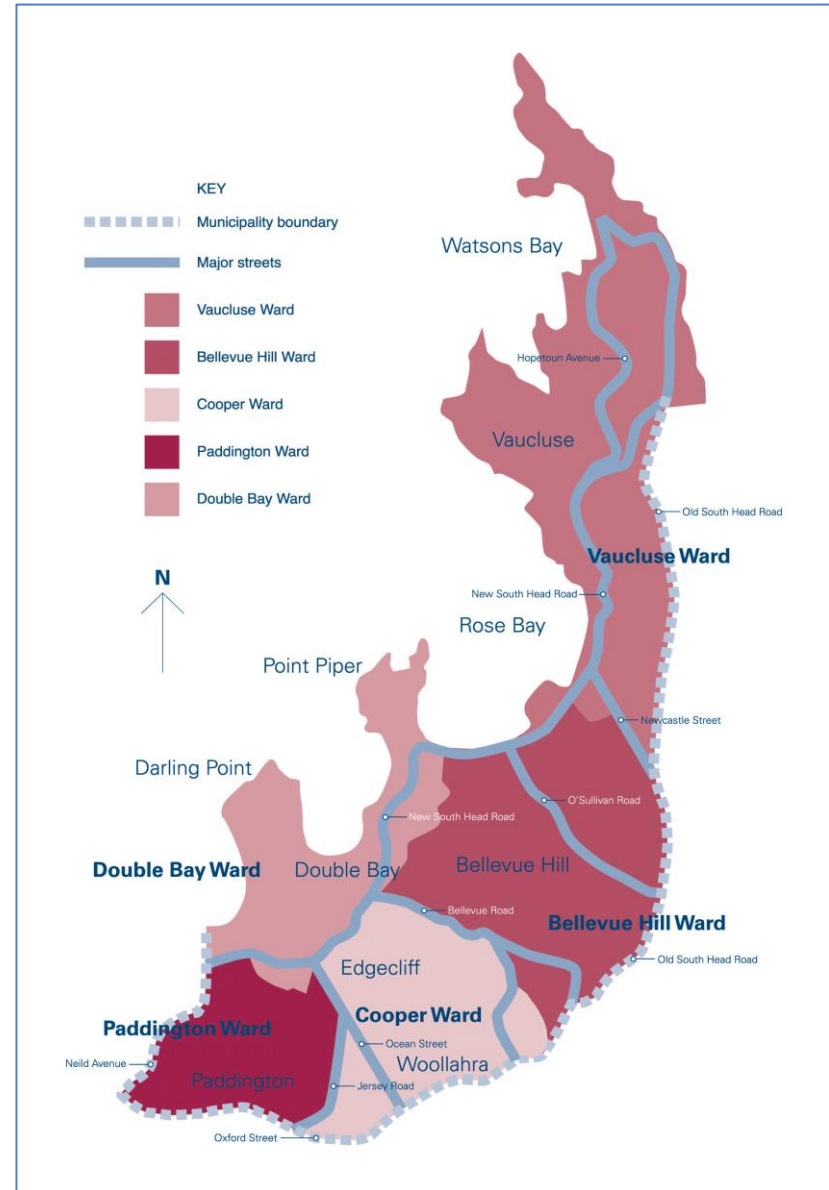 KEY
Municipality boundary
Major streets
Vaucluse Ward
Bellevue Hill Ward
Cooper Ward
Paddington Ward
Double Bay Ward
N
Watsons Bay
Hopetoun Avenue
Vaucluse
Old South Head Road
Vaucluse Ward
New South Head Road
Rose Bay
Point Piper
Newcastle Street
Darling Point
O'Sullivan Road
New South Head Road
Double Bay Ward
Double Bay
Bellevue Hill
Bellevue Road
Bellevue Hill Ward
Old South Head Road
Edgecliff
Cooper Ward
Paddington Ward
Ocean Street
Neild Avenue
Woollahra
Paddington
Jersey Road
Oxford Street